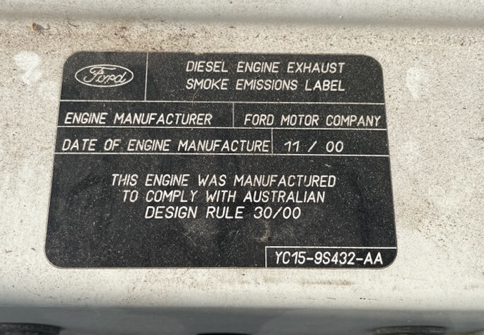 Ford
DIESEL ENGINE EXHAUST
SMOKE EMISSIONS LABEL
ENGINE MANUFACTURER FORD MOTOR COMPANY
DATE OF ENGINE MANUFACTURE 11 / 00
THIS ENGINE WAS MANUFACTURED
TO COMPLY WITH AUSTRALIAN
DESIGN RULE 30/00
YC15-9S432-AA